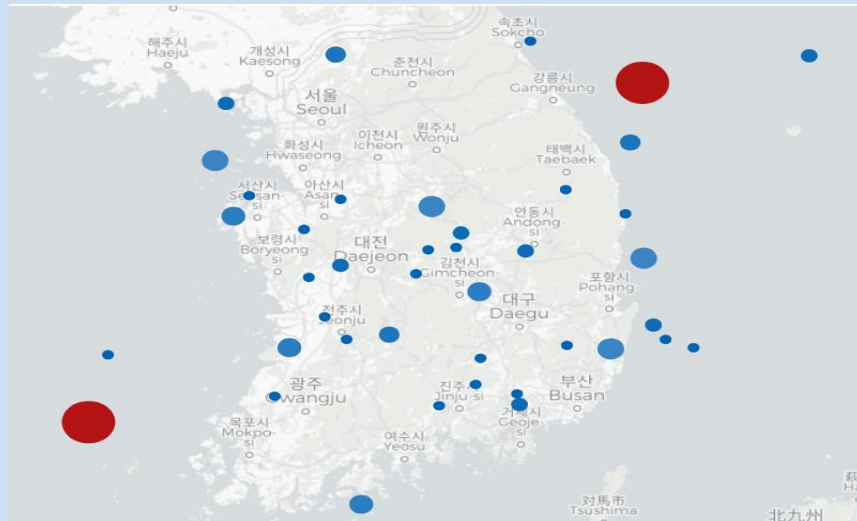 속초시
Sokcho
해주시
Haeju
개성시
Kaesong
춘천시
Chuncheon
강릉시
Gangneung
서울
Seoul
원주시
Wonju
이천시
Icheon
화성시
Hwaseong
태백시
Taebaek
서산시
si
아산시
Asan
si
안동시
Andong-
si
보령시
Boryeong-
si
대전
Daejeon
김천시
Gimcheon-
si
포항시
Pohang-
si
대구
Daegu
전주시
광주
진주시
Jinju-si
부산
Busan
거제시
Geoje-
si
목포시
Mokpo-
si
여수시
Yeosu
対馬市
Tsushima
北九州